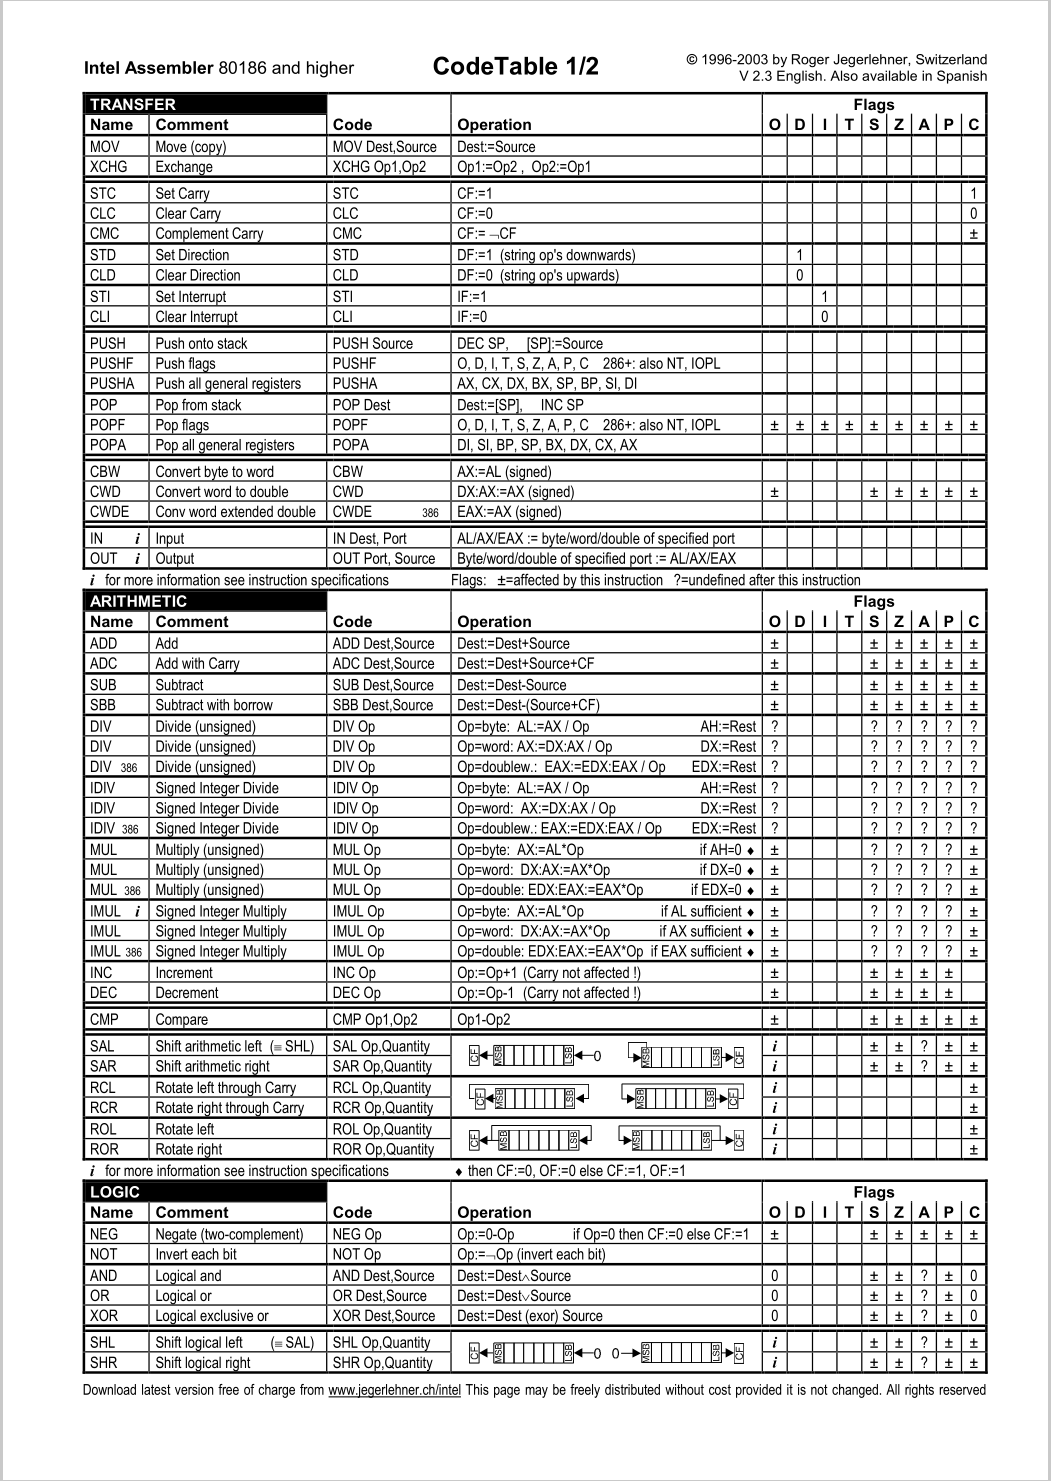 Intel Assembler 80186 and higher CodeTable 1/2 © 1996-2003 by Roger Jegerlehner, Switzerland
V 2.3 English. Also available in Spanish
TRANSFER Flags
Name Comment Code Operation O D I T S Z A P C
MOV Move (copy) MOV Dest,Source Dest:=Source
XCHG Exchange XCHG Op1,Op2 Op1:=Op2 , Op2:=Op1
STC Set Carry STC CF:=1 1
CLC Clear Carry CLC CF:=0 0
CMC Complement Carry CMC CF:= ¬CF ±
STD Set Direction STD DF:=1 (string op's downwards) 1
CLD Clear Direction CLD DF:=0 (string op's upwards) 0
STI Set Interrupt STI IF:=1 1
CLI Clear Interrupt CLI IF:=0 0
PUSH Push onto stack PUSH Source DEC SP, [SP]:=Source
PUSHF Push flags PUSHF O, D, I, T, S, Z, A, P, C 286+: also NT, IOPL
PUSHA Push all general registers PUSHA AX, CX, DX, BX, SP, BP, SI, DI
POP Pop from stack POP Dest Dest:=[SP], INC SP
POPF Pop flags POPF O, D, I, T, S, Z, A, P, C 286+: also NT, IOPL ± ± ± ± ± ± ± ± ±
POPA Pop all general registers POPA DI, SI, BP, SP, BX, DX, CX, AX
CBW Convert byte to word CBW AX:=AL (signed)
CWD Convert word to double CWD DX:AX:=AX (signed) ± ± ± ± ± ±
CWDE Conv word extended double CWDE 386 EAX:=AX (signed)
IN i Input IN Dest, Port AL/AX/EAX := byte/word/double of specified port
OUT i Output OUT Port, Source Byte/word/double of specified port := AL/AX/EAX
i for more information see instruction specifications Flags: ±=affected by this instruction ?=undefined after this instruction
ARITHMETIC Flags
Name Comment Code Operation O D I T S Z A P C
ADD Add ADD Dest,Source Dest:=Dest+Source ± ± ± ± ± ±
ADC Add with Carry ADC Dest,Source Dest:=Dest+Source+CF ± ± ± ± ± ±
SUB Subtract SUB Dest,Source Dest:=Dest-Source ± ± ± ± ± ±
SBB Subtract with borrow SBB Dest,Source Dest:=Dest-(Source+CF) ± ± ± ± ± ±
DIV Divide (unsigned) DIV Op Op=byte: AL:=AX / Op AH:=Rest ? ? ? ? ? ?
DIV Divide (unsigned) DIV Op Op=word: AX:=DX:AX / Op DX:=Rest ? ? ? ? ? ?
DIV 386 Divide (unsigned) DIV Op Op=doublew.: EAX:=EDX:EAX / Op EDX:=Rest ? ? ? ? ? ?
IDIV Signed Integer Divide IDIV Op Op=byte: AL:=AX / Op AH:=Rest ? ? ? ? ? ?
IDIV Signed Integer Divide IDIV Op Op=word: AX:=DX:AX / Op DX:=Rest ? ? ? ? ? ?
IDIV 386 Signed Integer Divide IDIV Op Op=doublew.: EAX:=EDX:EAX / Op EDX:=Rest ? ? ? ? ? ?
MUL Multiply (unsigned) MUL Op Op=byte: AX:=AL*Op if AH=0 ♦ ± ? ? ? ? ±
MUL Multiply (unsigned) MUL Op Op=word: DX:AX:=AX*Op if DX=0 ♦ ± ? ? ? ? ±
MUL 386 Multiply (unsigned) MUL Op Op=double: EDX:EAX:=EAX*Op if EDX=0 ♦ ± ? ? ? ? ±
IMUL i Signed Integer Multiply IMUL Op Op=byte: AX:=AL*Op if AL sufficient ♦ ± ? ? ? ? ±
IMUL Signed Integer Multiply IMUL Op Op=word: DX:AX:=AX*Op if AX sufficient ♦ ± ? ? ? ? ±
IMUL 386 Signed Integer Multiply IMUL Op Op=double: EDX:EAX:=EAX*Op if EAX sufficient ♦ ± ? ? ? ? ±
INC Increment INC Op Op:=Op+1 (Carry not affected !) ± ± ± ± ±
DEC Decrement DEC Op Op:=Op-1 (Carry not affected !) ± ± ± ± ±
CMP Compare CMP Op1,Op2 Op1-Op2 ± ± ± ± ± ±
SAL Shift arithmetic left (≡ SHL) SAL Op,Quantity CF MSB LSB 0 MSB LSB CF i ± ± ? ± ±
SAR Shift arithmetic right SAR Op,Quantity i ± ± ? ± ±
RCL Rotate left through Carry RCL Op,Quantity CF MSB LSB MSB LSB CF i ±
RCR Rotate right through Carry RCR Op,Quantity i ±
ROL Rotate left ROL Op,Quantity CF MSB LSB MSB LSB CF i ±
ROR Rotate right ROR Op,Quantity i ±
i for more information see instruction specifications ♦ then CF:=0, OF:=0 else CF:=1, OF:=1
LOGIC Flags
Name Comment Code Operation O D I T S Z A P C
NEG Negate (two-complement) NEG Op Op:=0-Op if Op=0 then CF:=0 else CF:=1 ± ± ± ± ± ±
NOT Invert each bit NOT Op Op:=¬Op (invert each bit)
AND Logical and AND Dest,Source Dest:=Dest∧Source 0 ± ± ? ± 0
OR Logical or OR Dest,Source Dest:=Dest∨Source 0 ± ± ? ± 0
XOR Logical exclusive or XOR Dest,Source Dest:=Dest (exor) Source 0 ± ± ? ± 0
SHL Shift logical left (≡ SAL) SHL Op,Quantity CF MSB LSB 0 0 MSB LSB CF i ± ± ? ± ±
SHR Shift logical right SHR Op,Quantity i ± ± ? ± ±
Download latest version free of charge from www.jegerlehner.ch/intel This page may be freely distributed without cost provided it is not changed. All rights reserved